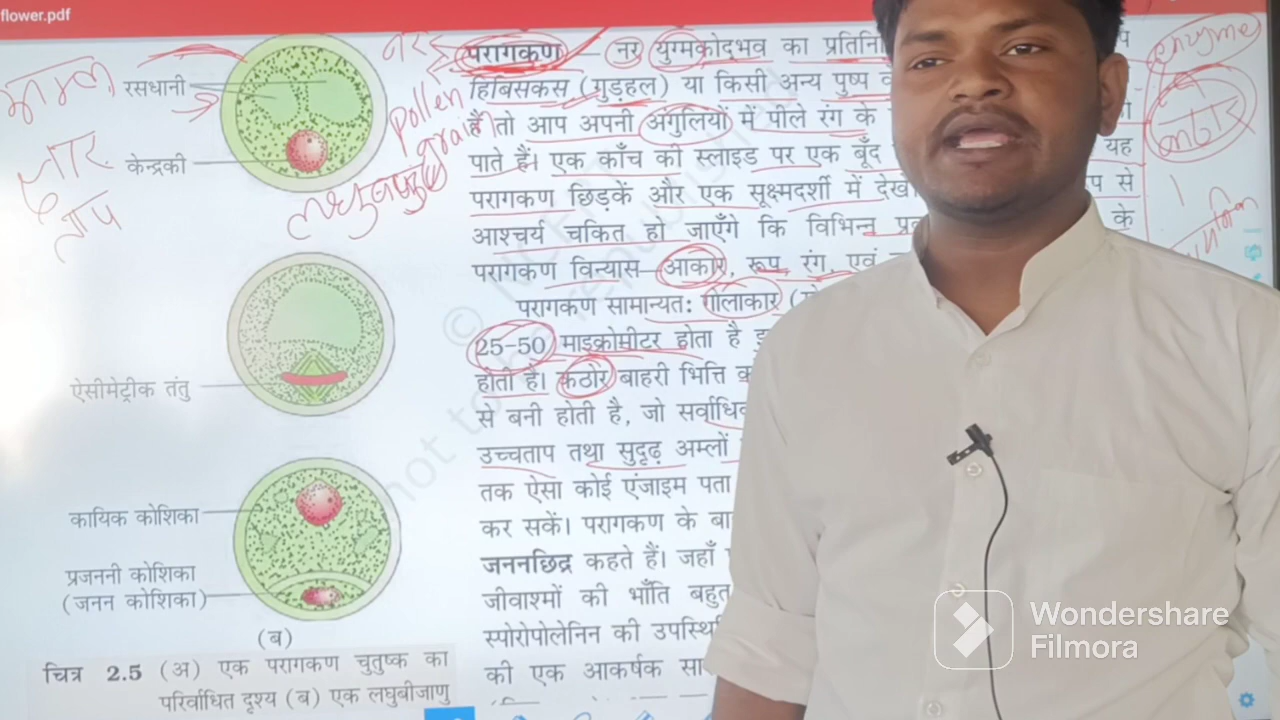 flower.pdf
परागकण — नर युग्मकोद्भव का प्रतिनि
हिबिसकस (गुड़हल) या किसी अन्य पुष्प
हैं तो आप अपनी अंगुलियों में पीले रंग के
पाते हैं। एक काँच की स्लाइड पर एक बूँद
यह
परागकण छिड़कें और एक सूक्ष्मदर्शी में देख
प से
आश्चर्य चकित हो जाएँगे कि विभिन्न प्र
के
परागकण विन्यास—आकार, रूप, रंग, एवं
परागकण सामान्यत: गोलाकार
25-50 माइक्रोमीटर होता है
होती है। कठोर बाहरी भित्ति
से बनी होती है, जो सर्वाधि
उच्चताप तथा सुदृढ़ अम्लों
तक ऐसा कोई एंजाइम पता
कर सकें। परागकण के बा
जननछिद्र कहते हैं। जहाँ
जीवाश्मों की भाँति बहुत
स्पोरोपोलेनिन की उपस्थि
की एक आकर्षक सा
रसधानी
केन्द्रकी
ऐसीमेट्रीक तंतु
कायिक कोशिका
प्रजननी कोशिका
(जनन कोशिका)
(ब)
चित्र 2.5 (अ) एक परागकण चुतुष्क का
परिवांधित दृश्य (ब) एक लघुबीजाणु
नर
pollen
grain
enzyme
Wondershare
Filmora